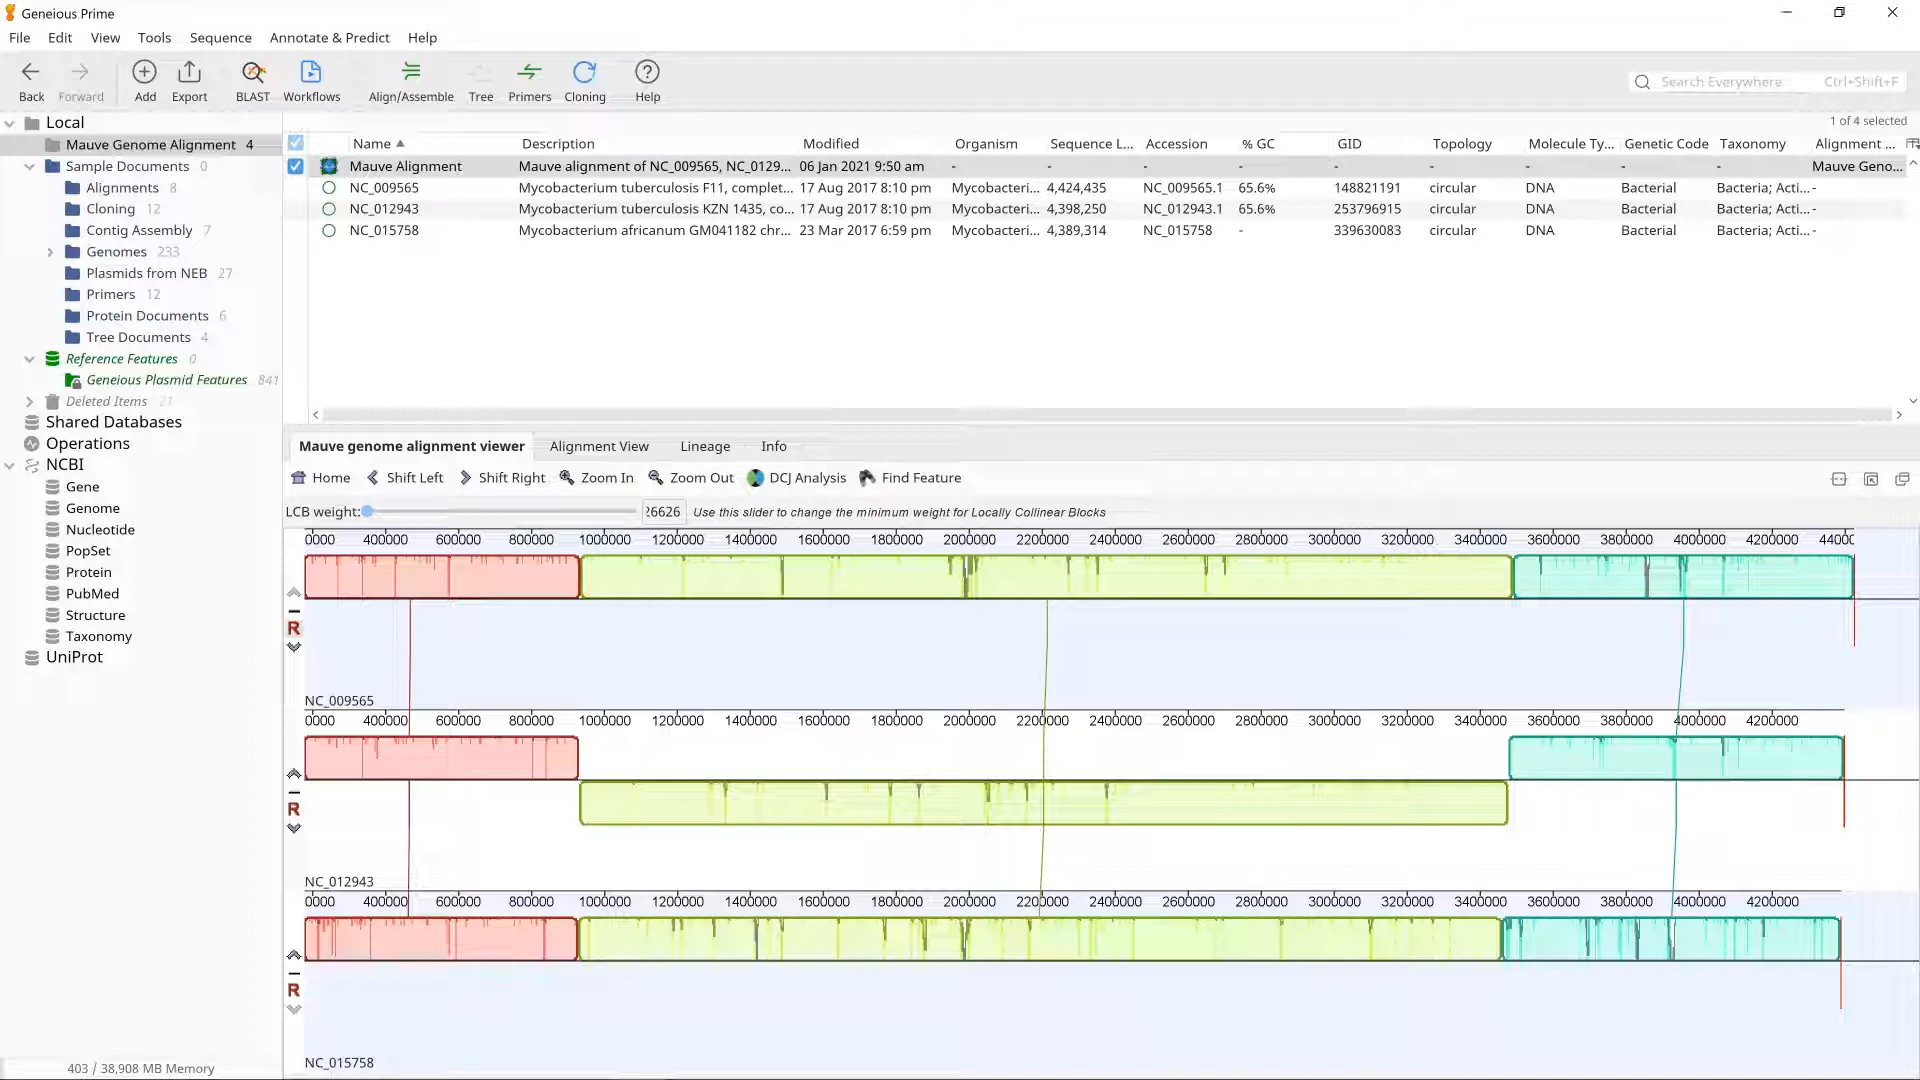 Geneious Prime
File Edit View Tools Sequence Annotate & Predict Help
Back Forward Add Export BLAST Workflows Align/Assemble Tree Primers Cloning Help
Search Everywhere Ctrl+Shift+F
1 of 4 selected
Local
Mauve Genome Alignment 4
Sample Documents 0
Alignments 8
Cloning 12
Contig Assembly 7
Genomes 233
Plasmids from NEB 27
Primers 12
Protein Documents 6
Tree Documents 4
Reference Features 0
Geneious Plasmid Features 841
Deleted Items 21
Shared Databases
Operations
NCBI
Gene
Genome
Nucleotide
PopSet
Protein
PubMed
Structure
Taxonomy
UniProt
403 / 38,908 MB Memory
Name Description Modified Organism Sequence L... Accession % GC GID Topology Molecule Ty... Genetic Code Taxonomy Alignment ...
Mauve Alignment Mauve alignment of NC_009565, NC_0129... 06 Jan 2021 9:50 am - - - - - - - - - Mauve Geno...
NC_009565 Mycobacterium tuberculosis F11, complet... 17 Aug 2017 8:10 pm Mycobacteri... 4,424,435 NC_009565.1 65.6% 148821191 circular DNA Bacterial Bacteria; Acti... -
NC_012943 Mycobacterium tuberculosis KZN 1435, co... 17 Aug 2017 8:10 pm Mycobacteri... 4,398,250 NC_012943.1 65.6% 253796915 circular DNA Bacterial Bacteria; Acti... -
NC_015758 Mycobacterium africanum GM041182 chr... 23 Mar 2017 6:59 pm Mycobacteri... 4,389,314 NC_015758 - 339630083 circular DNA Bacterial Bacteria; Acti... -
Mauve genome alignment viewer Alignment View Lineage Info
Home Shift Left Shift Right Zoom In Zoom Out DCJ Analysis Find Feature
LCB weight: 26626 Use this slider to change the minimum weight for Locally Collinear Blocks
0000 400000 600000 800000 1000000 1200000 1400000 1600000 1800000 2000000 2200000 2400000 2600000 2800000 3000000 3200000 3400000 3600000 3800000 4000000 4200000 44000
R
NC_009565
0000 400000 600000 800000 1000000 1200000 1400000 1600000 1800000 2000000 2200000 2400000 2600000 2800000 3000000 3200000 3400000 3600000 3800000 4000000 4200000
R
NC_012943
0000 400000 600000 800000 1000000 1200000 1400000 1600000 1800000 2000000 2200000 2400000 2600000 2800000 3000000 3200000 3400000 3600000 3800000 4000000 4200000
R
NC_015758